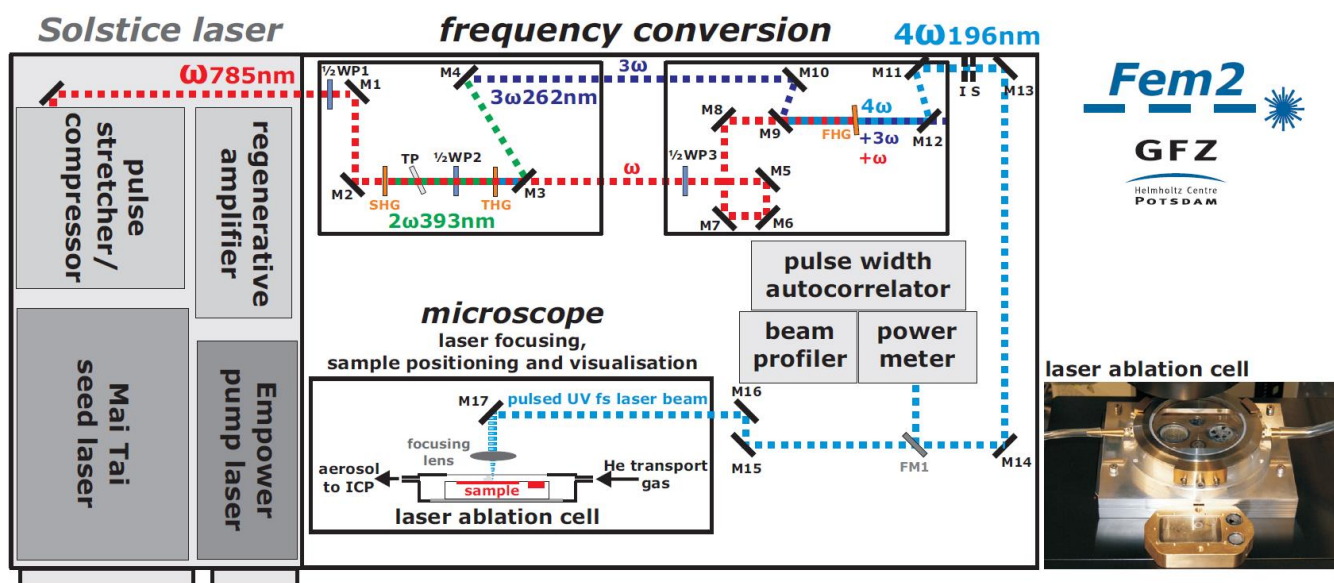 Solstice laser
frequency conversion
4ω196nm
ω785nm
½WP1
M1
M4
3ω
3ω262nm
M10
M11
I S
M13
pulse
stretcher/
compressor
regenerative
amplifier
M2
SHG
TP
½WP2
THG
M3
2ω393nm
ω
½WP3
M8
M9
M5
M7
M6
4ω
FHG
+3ω
+ω
M12
Fem2
GFZ
Helmholtz Centre
POTSDAM
pulse width
autocorrelator
beam
profiler
power
meter
microscope
laser focusing,
sample positioning and visualisation
Mai Tai
seed laser
Empower
pump laser
M17
pulsed UV fs laser beam
M16
focusing
lens
aerosol
to ICP
He transport
gas
sample
laser ablation cell
M15
FM1
M14
laser ablation cell